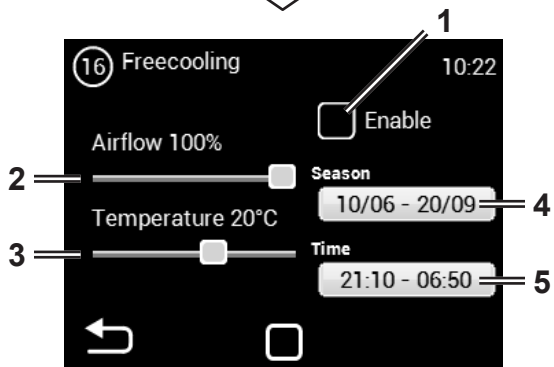 1
16 Freecooling 10:22
Enable
Airflow 100%
2
Season
10/06 - 20/09
4
Temperature 20°C
3
Time
21:10 - 06:50
5